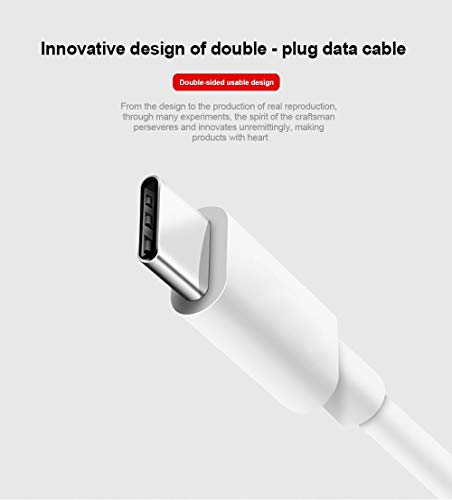 Innovative design of double - plug data cable
Double-sided usable design
From the design to the production of real reproduction,
through many experiments, the spirit of the craftsman
perseveres and innovates unremittingly, making
products with heart